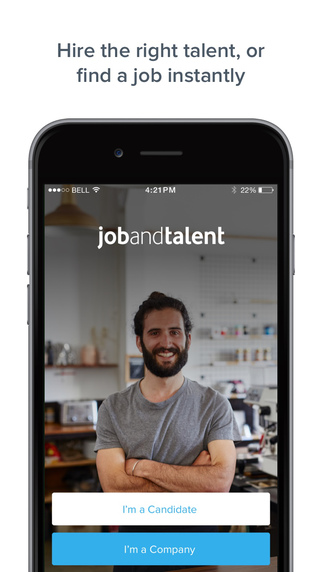 Hire the right talent, or
find a job instantly
BELL 4:21 PM 22%
jobandtalent
I'm a Candidate
I'm a Company